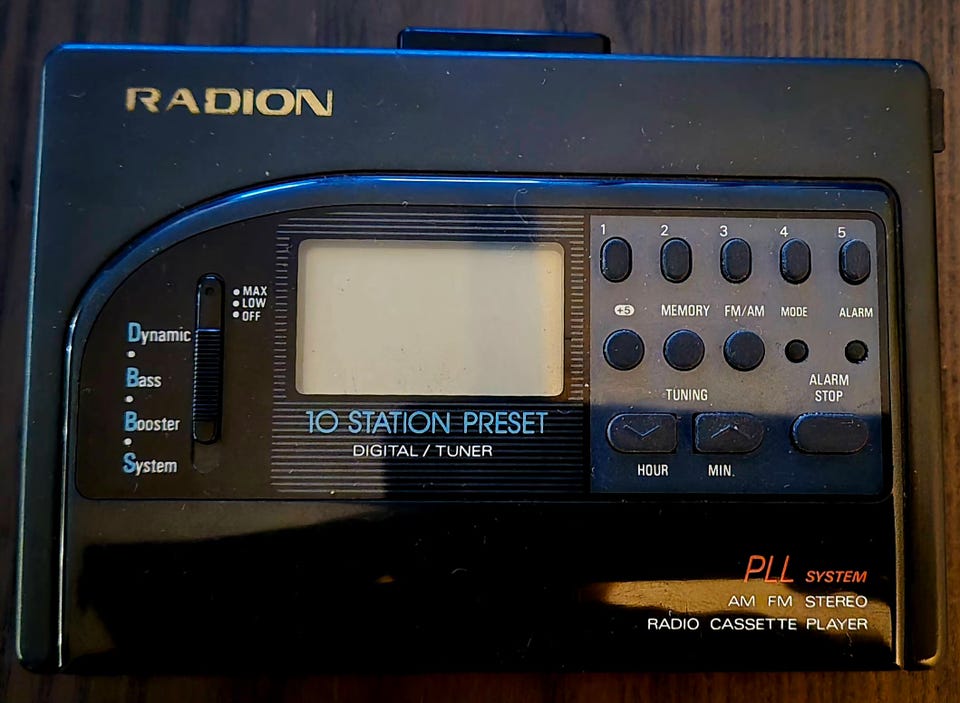 RADION
MAX
LOW
OFF
Dynamic
Bass
Booster
System
10 STATION PRESET
DIGITAL / TUNER
1 2 3 4 5
+5 MEMORY FM/AM MODE ALARM
TUNING
ALARM
STOP
HOUR MIN.
PLL SYSTEM
AM FM STEREO
RADIO CASSETTE PLAYER